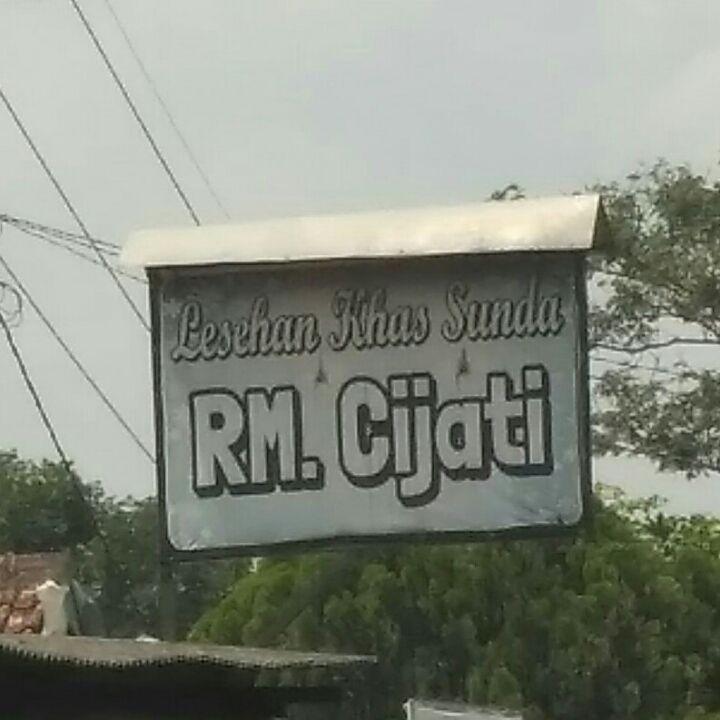 Lesehan Khas Sunda
RM. Cijati